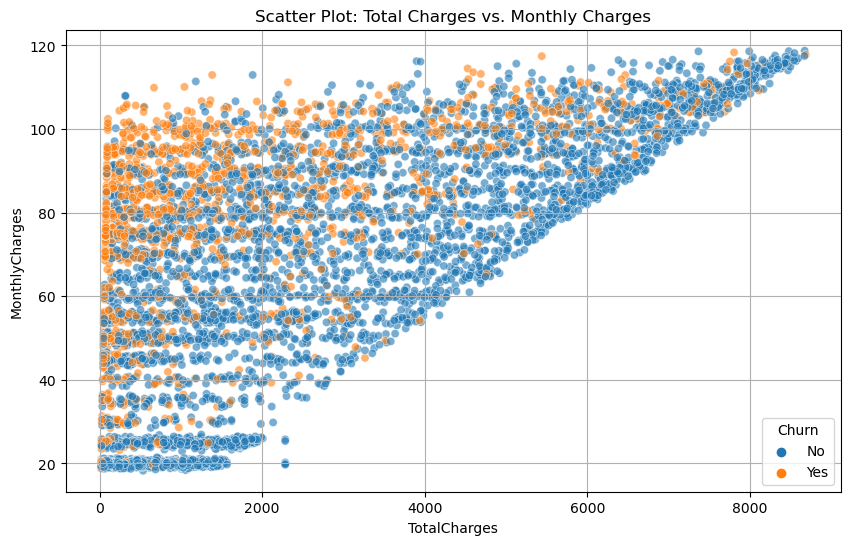 Scatter Plot: Total Charges vs. Monthly Charges
MonthlyCharges
120
100
80
60
40
20
0
2000
4000
6000
8000
TotalCharges
Churn
No
Yes